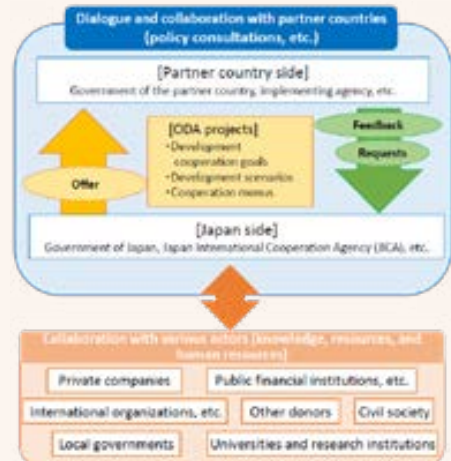 Dialogue and collaboration with partner countries
(policy consultations, etc.)
[Partner country side]
Government of the partner country, implementing agency, etc.
[ODA projects]
•Development
cooperation goals
•Development scenarios
•Cooperation menus
Feedback
Requests
Offer
[Japan side]
Government of Japan, Japan International Cooperation Agency (JICA), etc.
Collaboration with various actors [knowledge, resources, and
human resources]
Private companies
Public financial institutions, etc.
International organizations, etc.
Other donors
Civil society
Local governments
Universities and research institutions